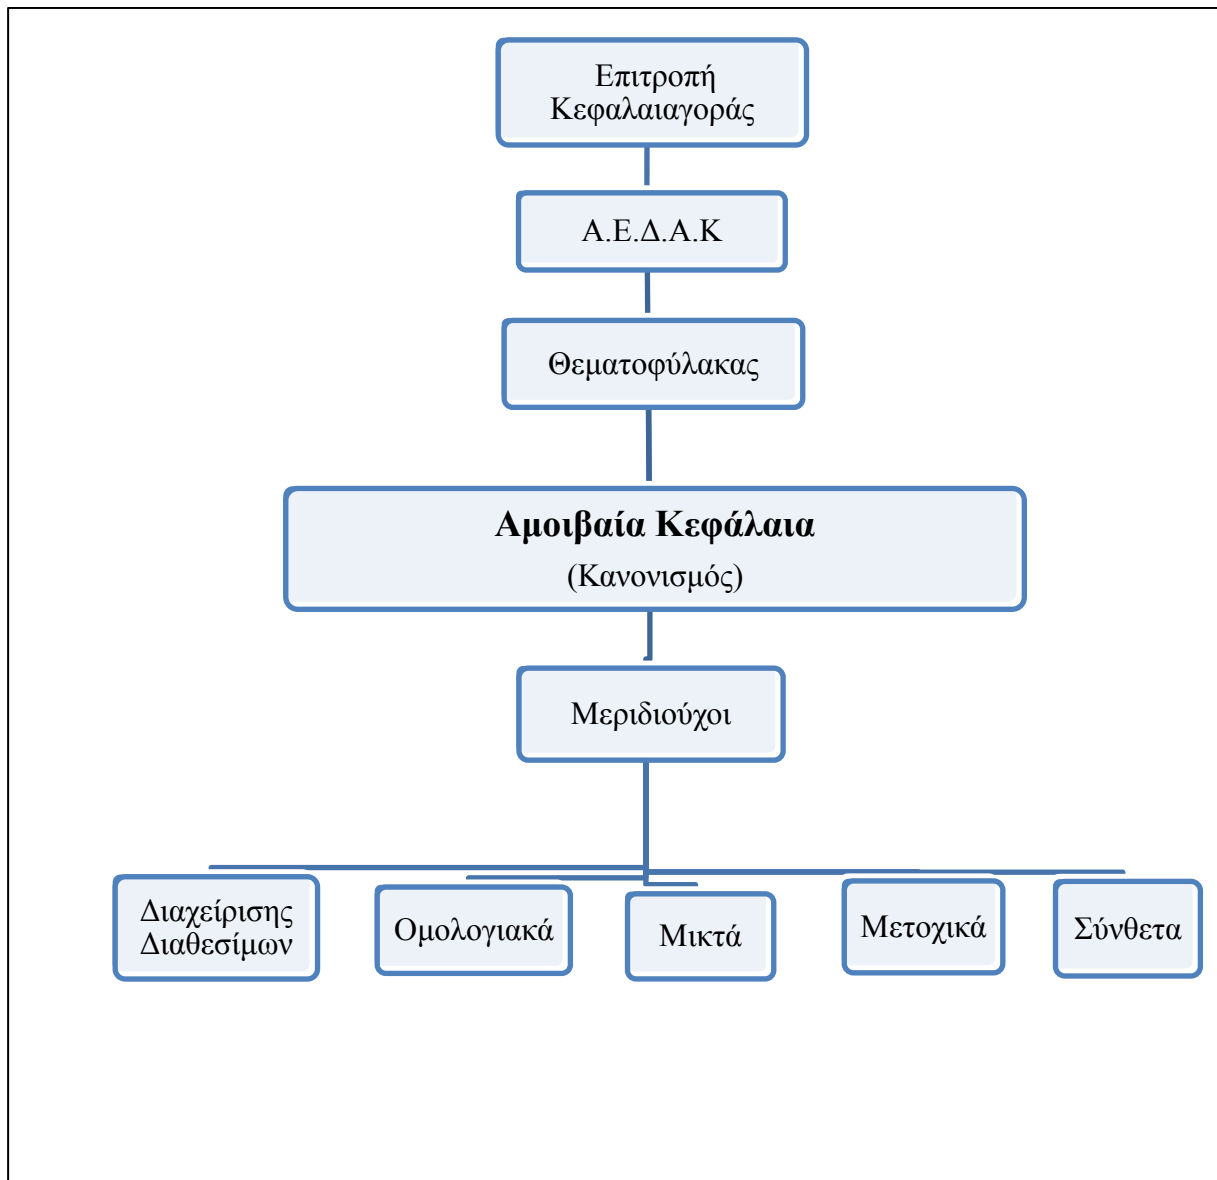 Επιτροπή
Κεφαλαιαγοράς
Α.Ε.Δ.Α.Κ
Θεματοφύλακας
Αμοιβαία Κεφάλαια
(Κανονισμός)
Μεριδιούχοι
Διαχείρισης
Διαθεσίμων
Ομολογιακά
Μικτά
Μετοχικά
Σύνθετα